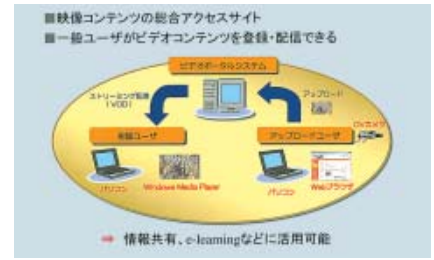 ■映像コンテンツの総合アクセスサイト
■一般ユーザがビデオコンテンツを登録・配信できる
ビデオポータルシステム
ストリーミング配信
(VOD)
アップロード
DVカメラ
アップロードユーザ
パソコン
Windows Media Player
パソコン
Webブラウザ
➡ 情報共有、e-learningなどに活用可能